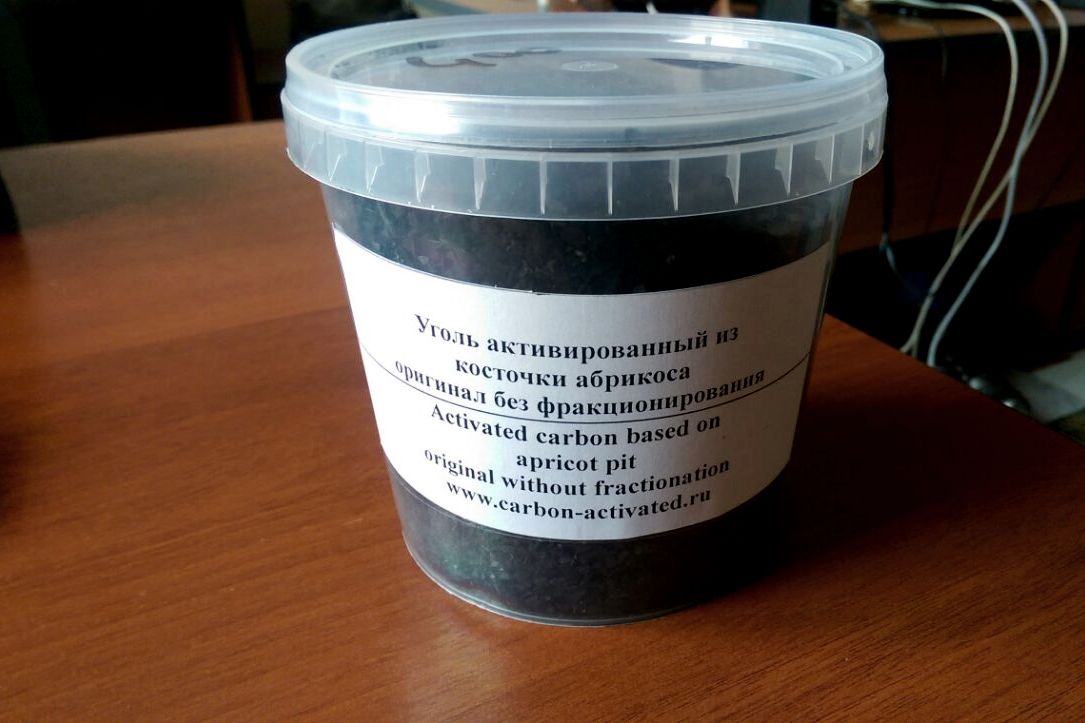 Уголь активированный из
косточки абрикоса
оригинал без фракционирования
Activated carbon based on
apricot pit
original without fractionation
www.carbon-activated.ru